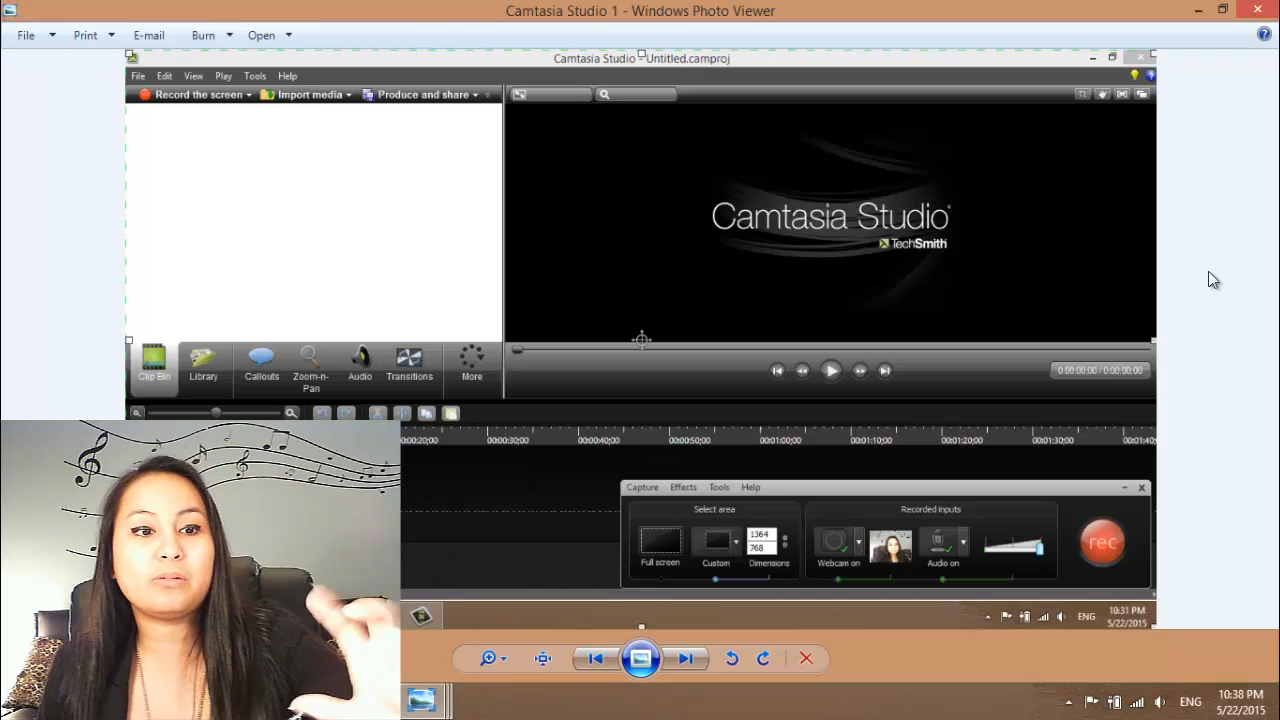 Camtasia Studio 1 - Windows Photo Viewer
File Print E-mail Burn Open
Camtasia Studio - Untitled.camproj
File Edit View Play Tools Help
Record the screen Import media Produce and share
Camtasia Studio
TechSmith
Clip Bin Library Callouts Zoom-n-Pan Audio Transitions More
0:00:00;00 / 0:00:00;00
00:00:20;00 00:00:30;00 00:00:40;00 00:00:50;00 00:01:00;00 00:01:10;00 00:01:20;00 00:01:30;00 00:01:40;
Capture Effects Tools Help
Select area Recorded inputs
1364
768
rec
Full screen Custom Dimensions Webcam on Audio on
ENG
10:31 PM
5/22/2015
ENG
10:38 PM
5/22/2015